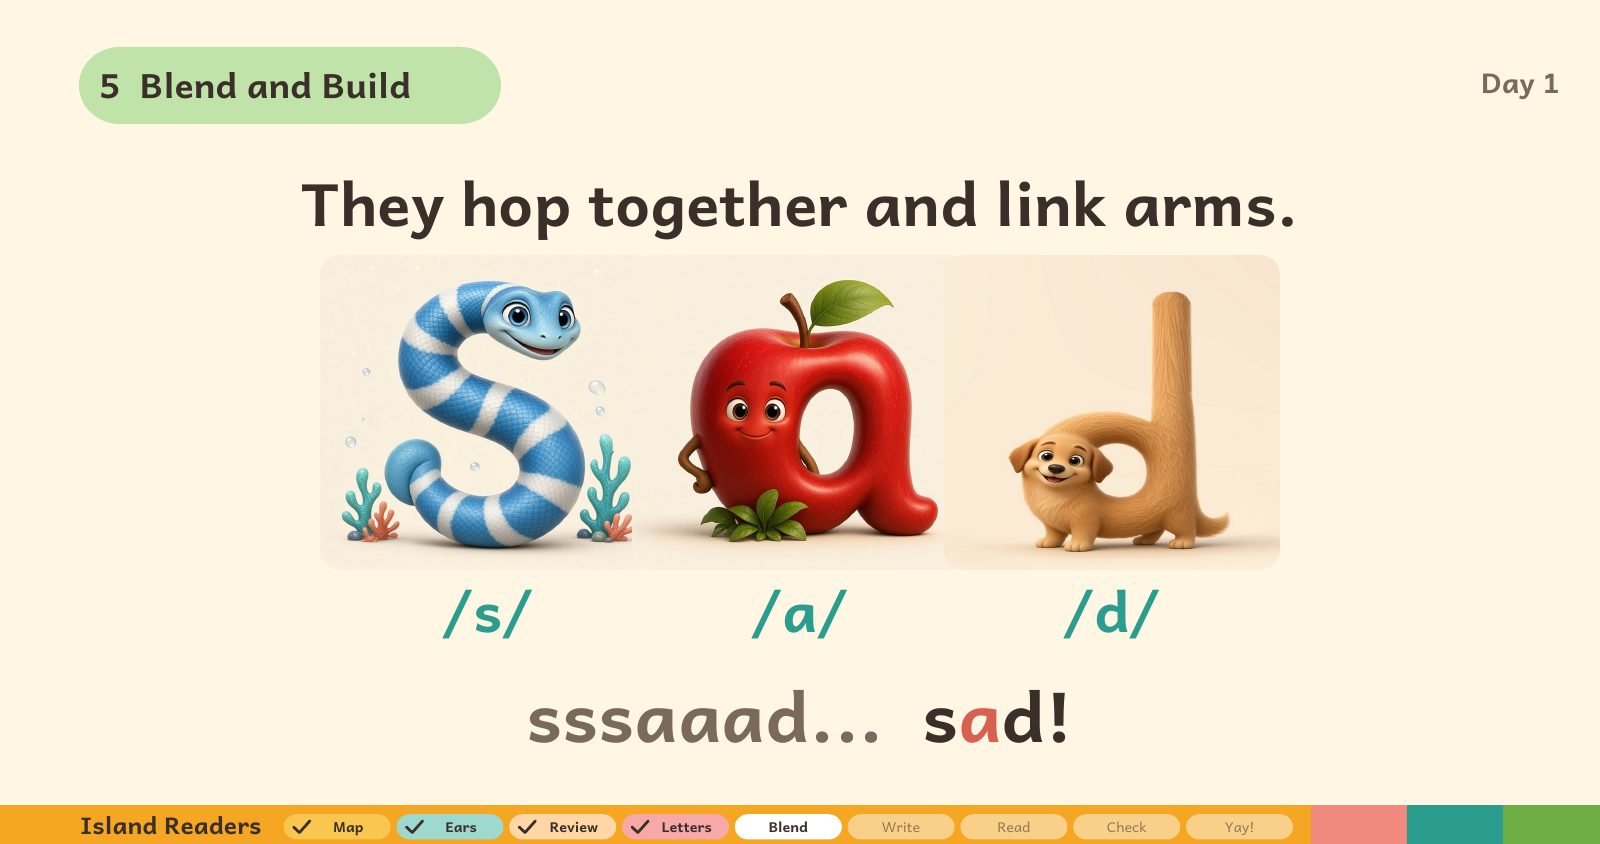 5 Blend and Build
Day 1
They hop together and link arms.
/s/ /a/ /d/
sssaaad... sad!
Island Readers Map Ears Review Letters Blend Write Read Check Yay!